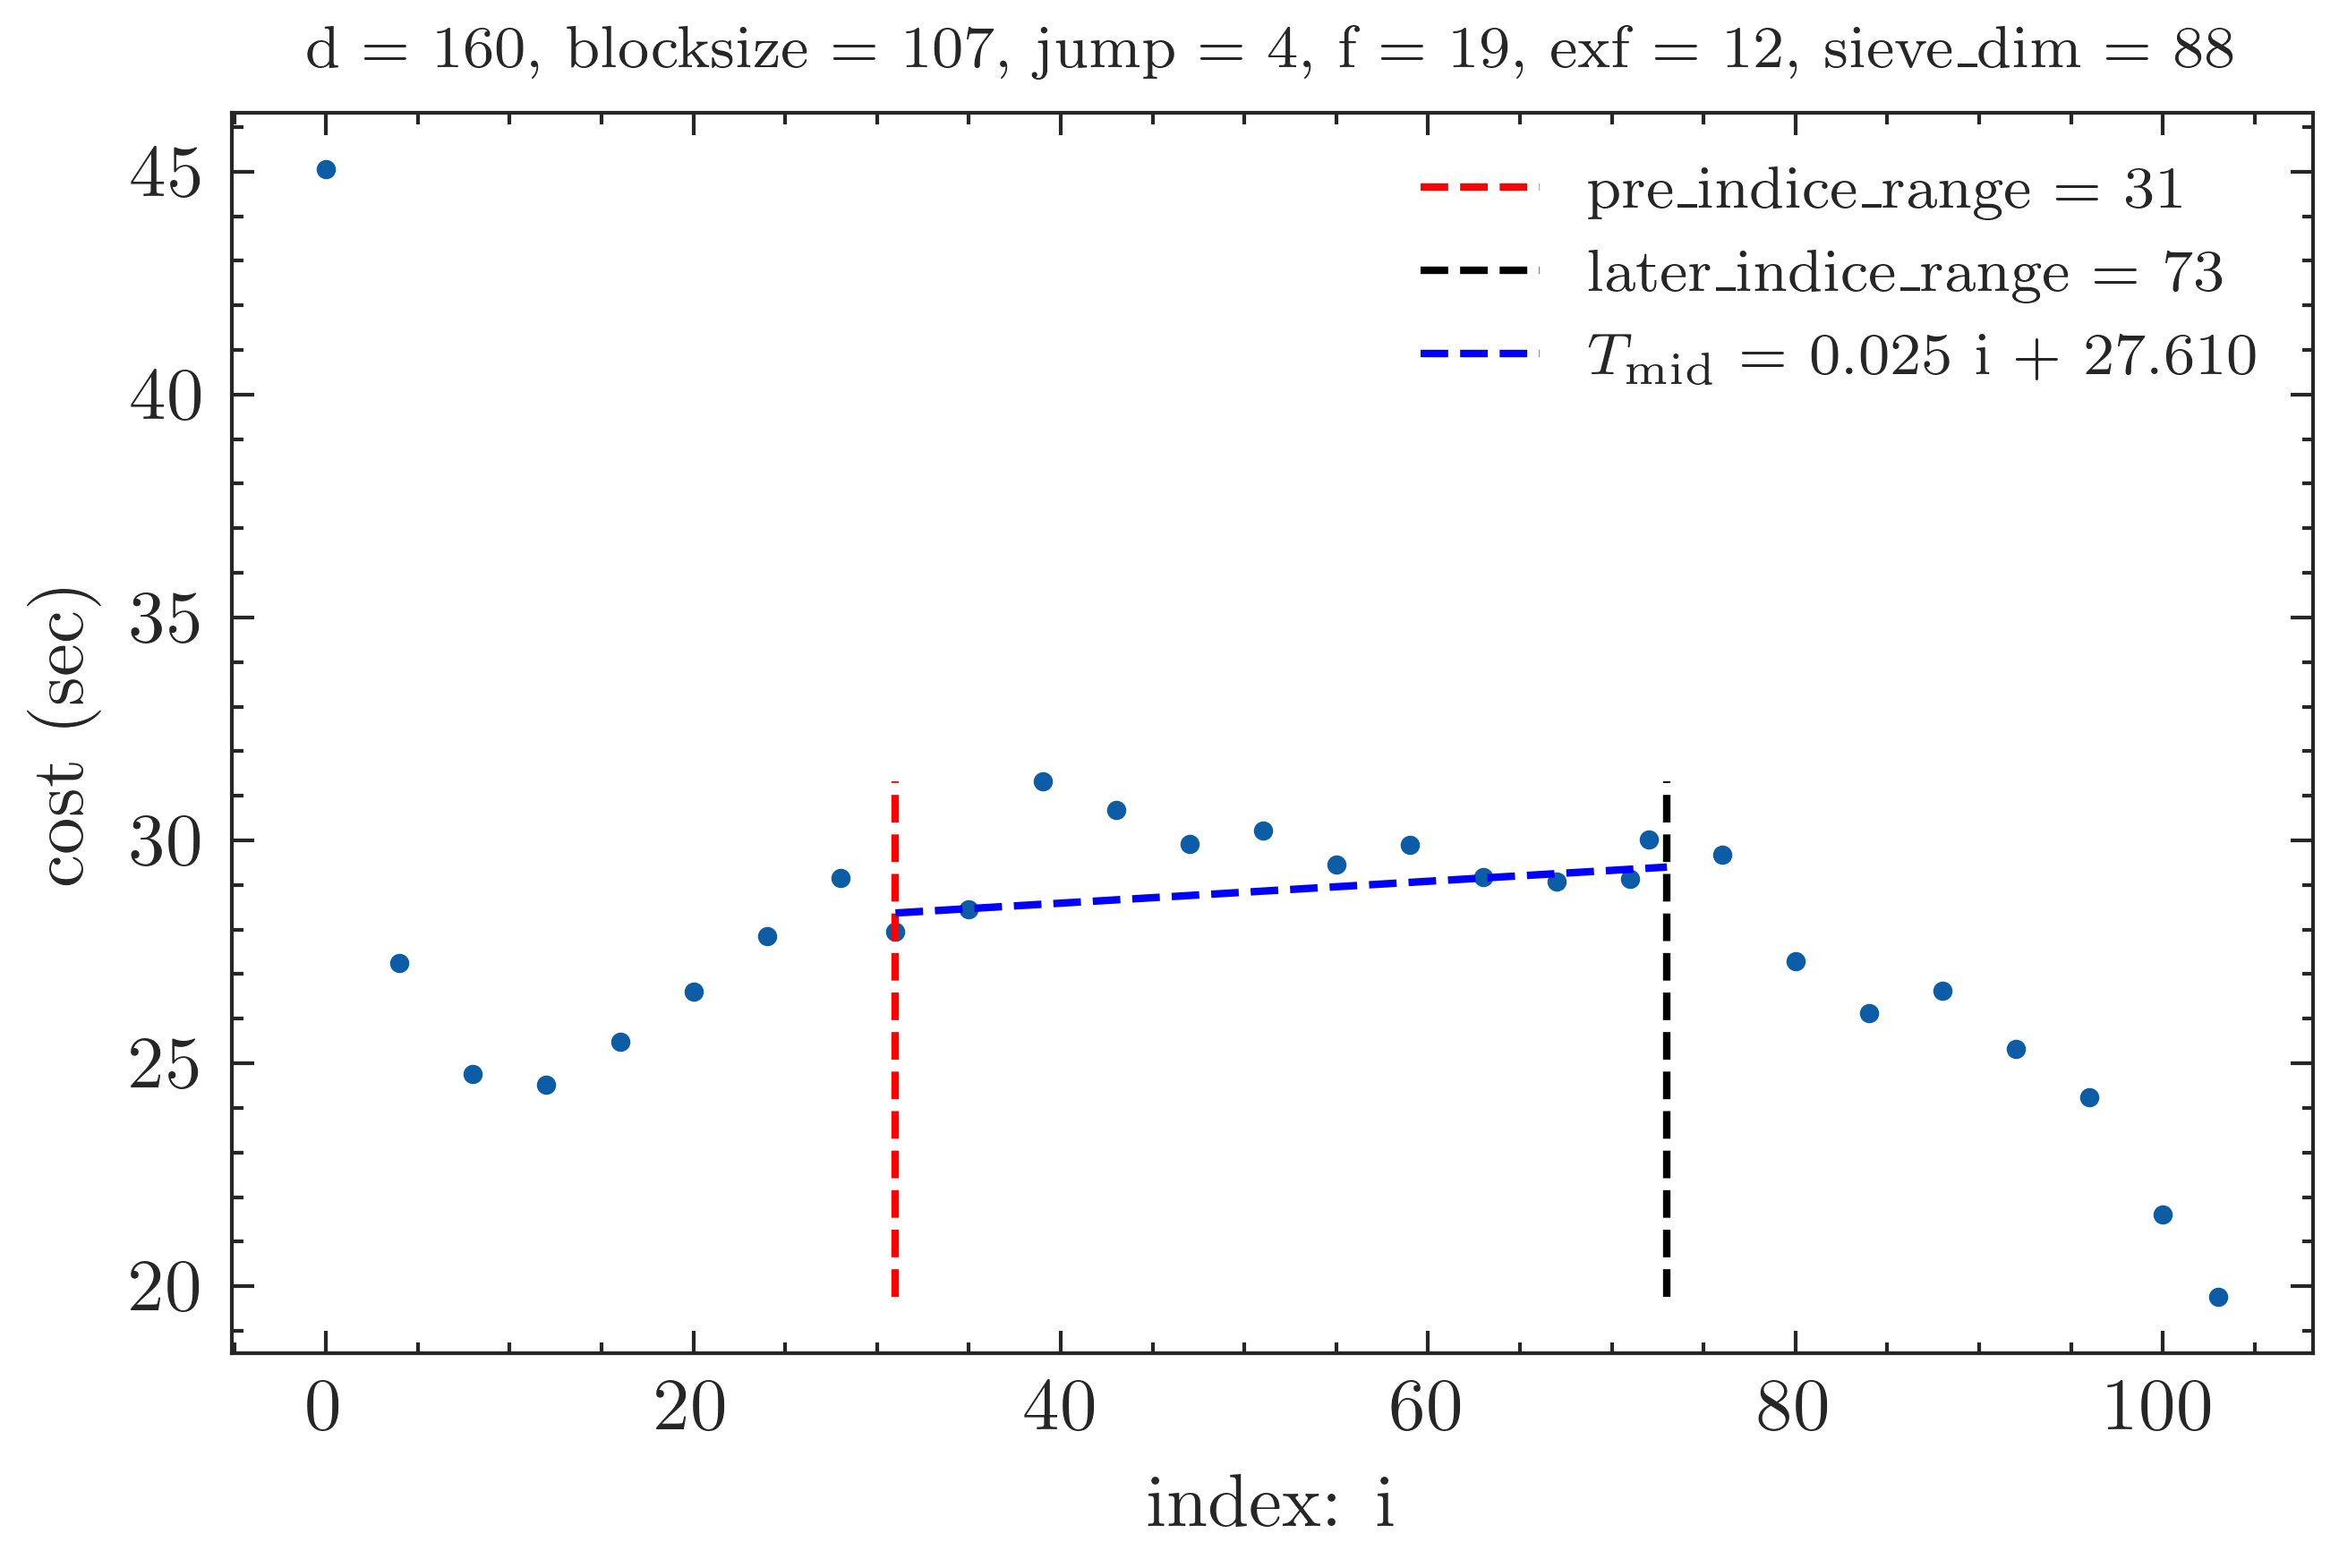 d = 160, blocksize = 107, jump = 4, f = 19, exf = 12, sieve_dim = 88
pre_indice_range = 31
later_indice_range = 73
T_mid = 0.025 i + 27.610
cost (sec)
45
40
35
30
25
20
0 20 40 60 80 100
index: i